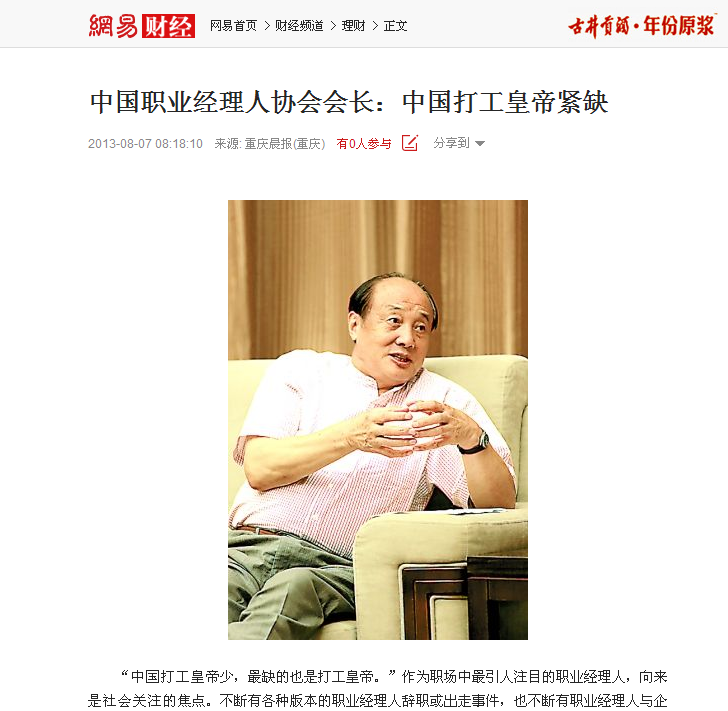 網易 财经 网易首页 > 财经频道 > 理财 > 正文
古井贡酒·年份原浆
中国职业经理人协会会长：中国打工皇帝紧缺
2013-08-07 08:18:10 来源: 重庆晨报(重庆) 有0人参与 分享到
“中国打工皇帝少，最缺的也是打工皇帝。”作为职场中最引人注目的职业经理人，向来
是社会关注的焦点。不断有各种版本的职业经理人辞职或出走事件，也不断有职业经理人与企